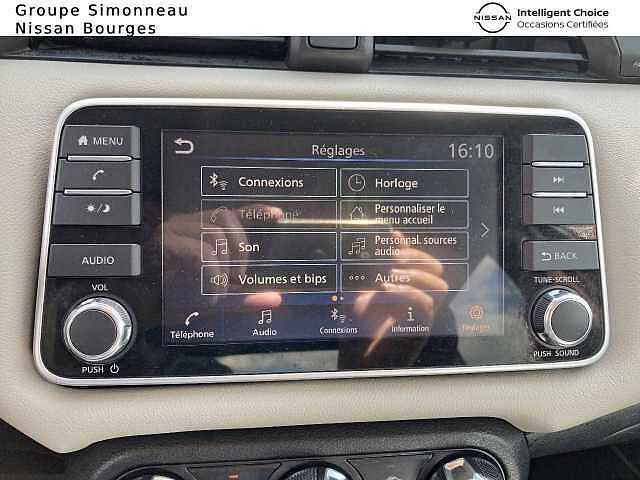 Groupe Simonneau
Nissan Bourges
NISSAN
Intelligent Choice
Occasions Certifiées
MENU
AUDIO
VOL
PUSH
Réglages
16:10
Connexions
Horloge
Téléphone
Personnaliser le
menu accueil
Son
Personnal. sources
audio
Volumes et bips
Autres
Téléphone
Audio
Connexions
Information
Réglages
BACK
TUNE·SCROLL
PUSH SOUND